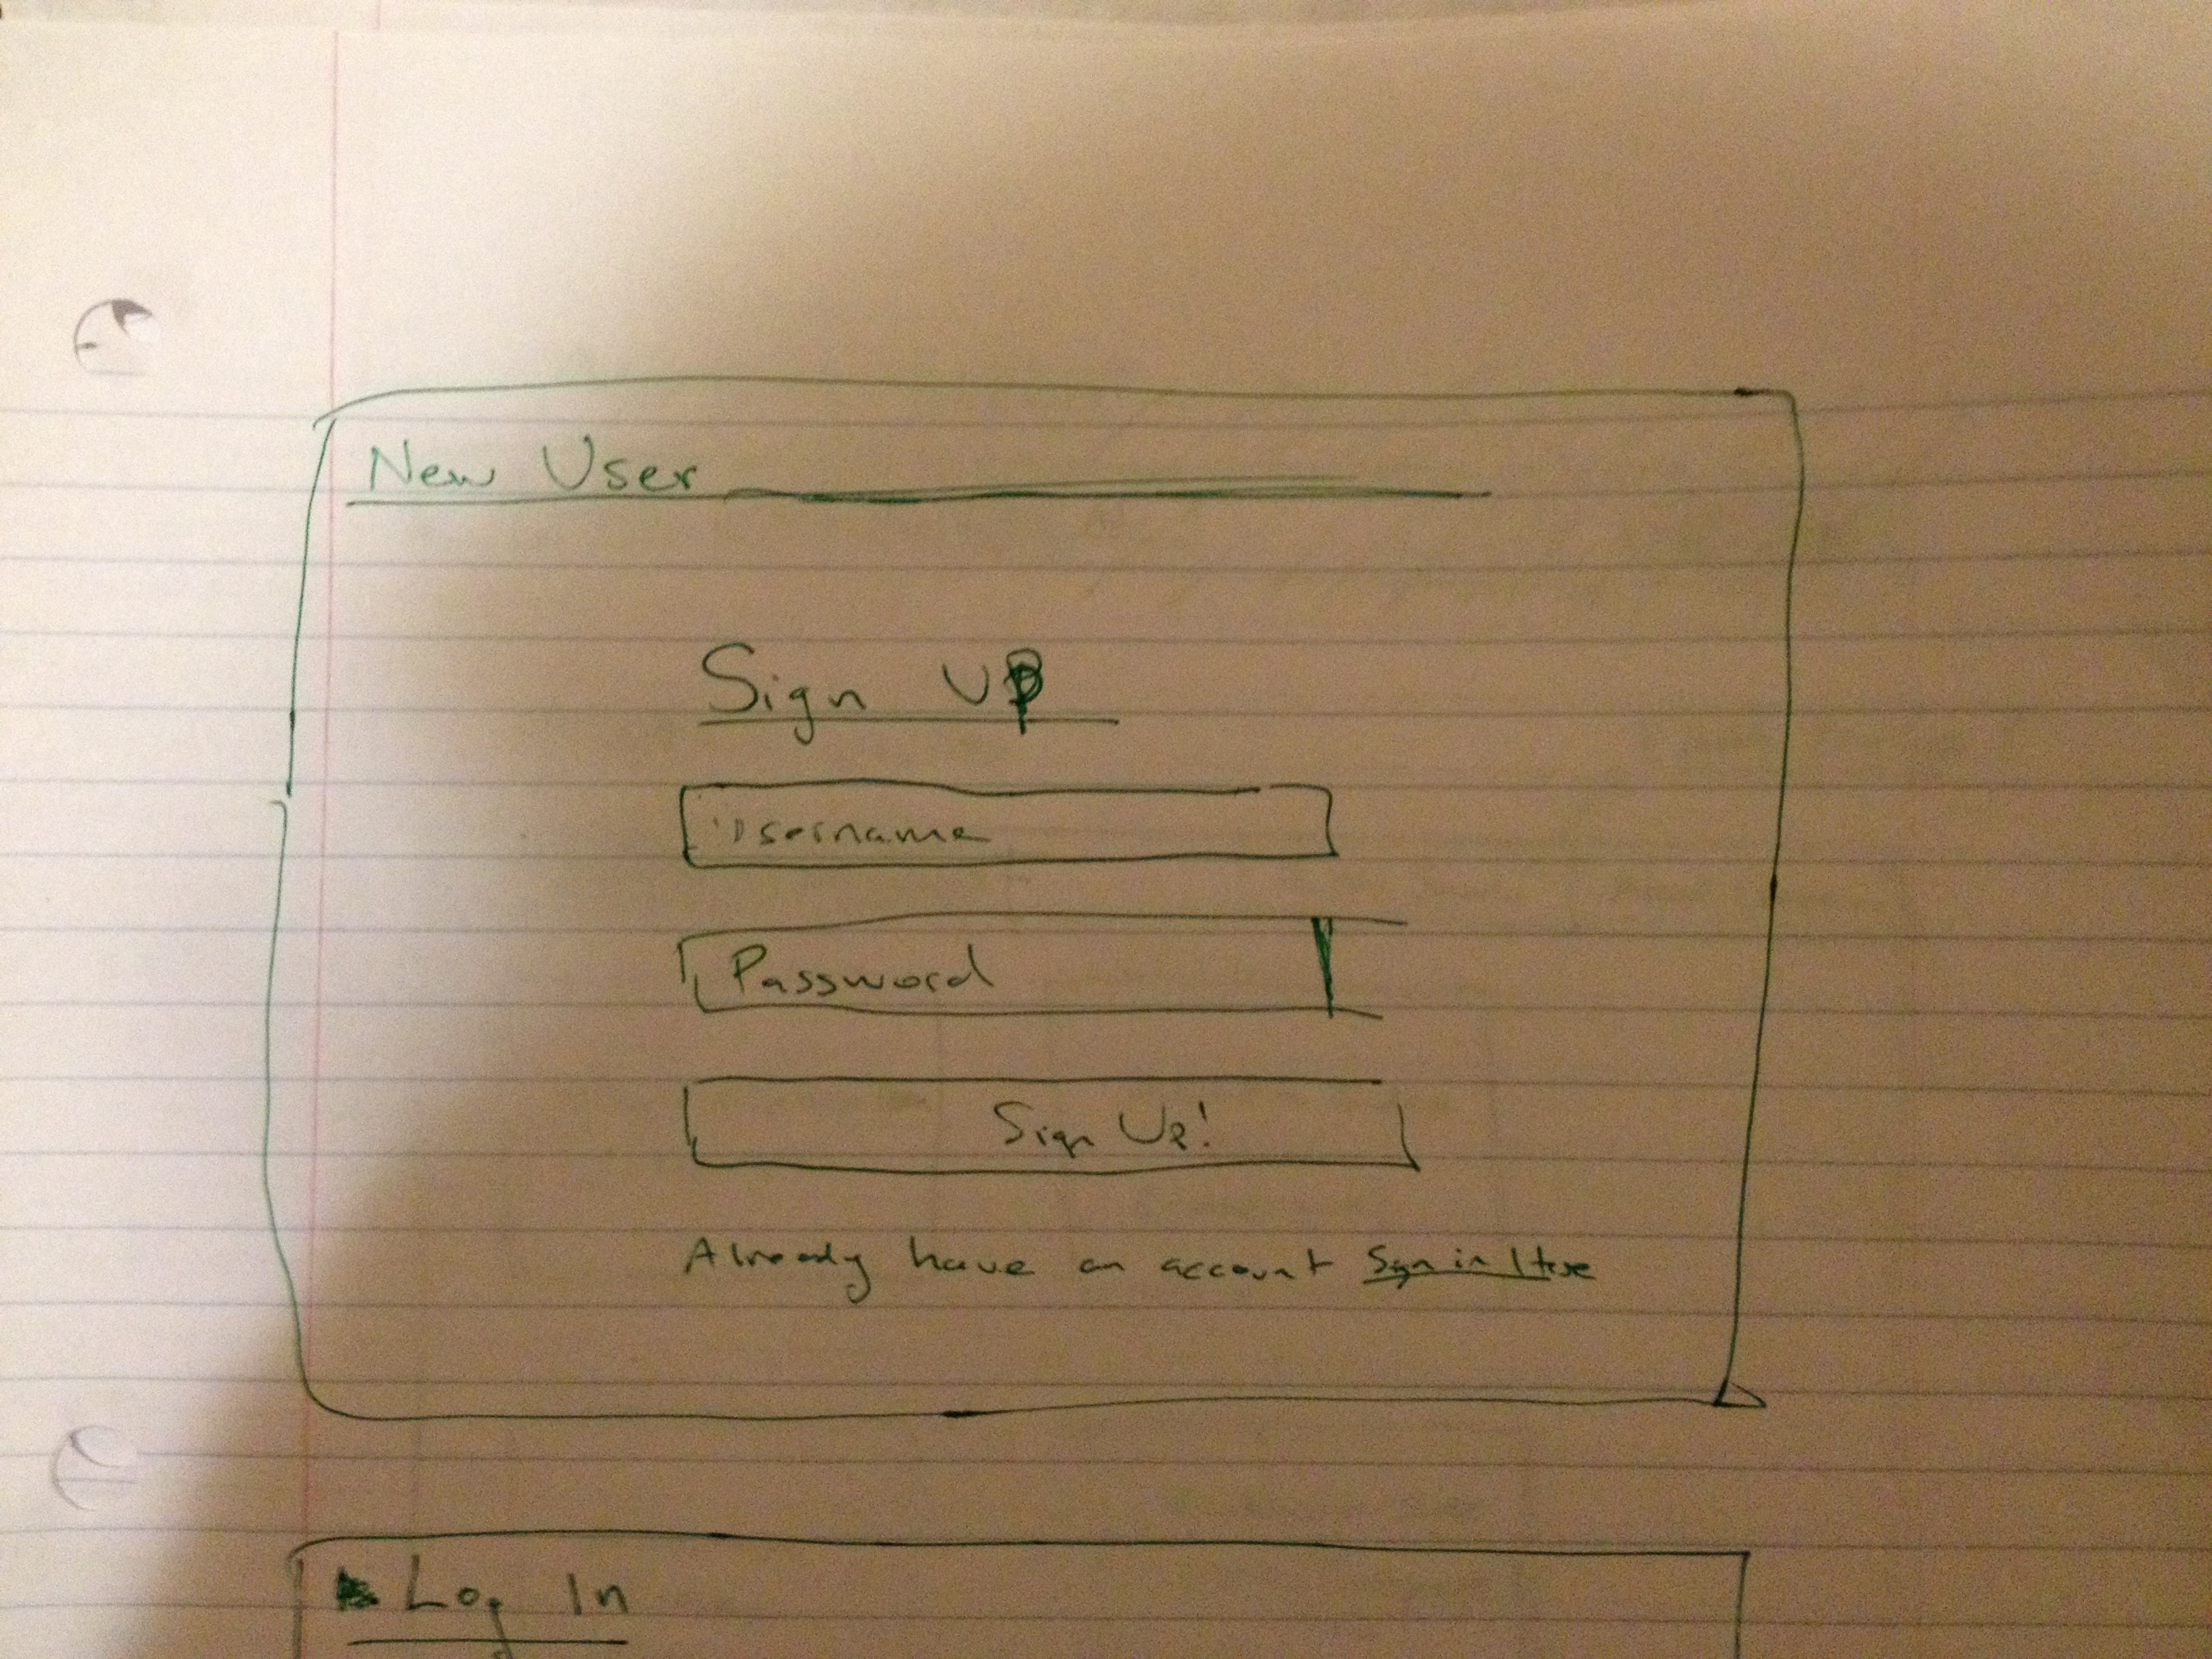 New User
Sign Up
Username
Password
Sign Up!
Already have an account Sign in Here
Log In